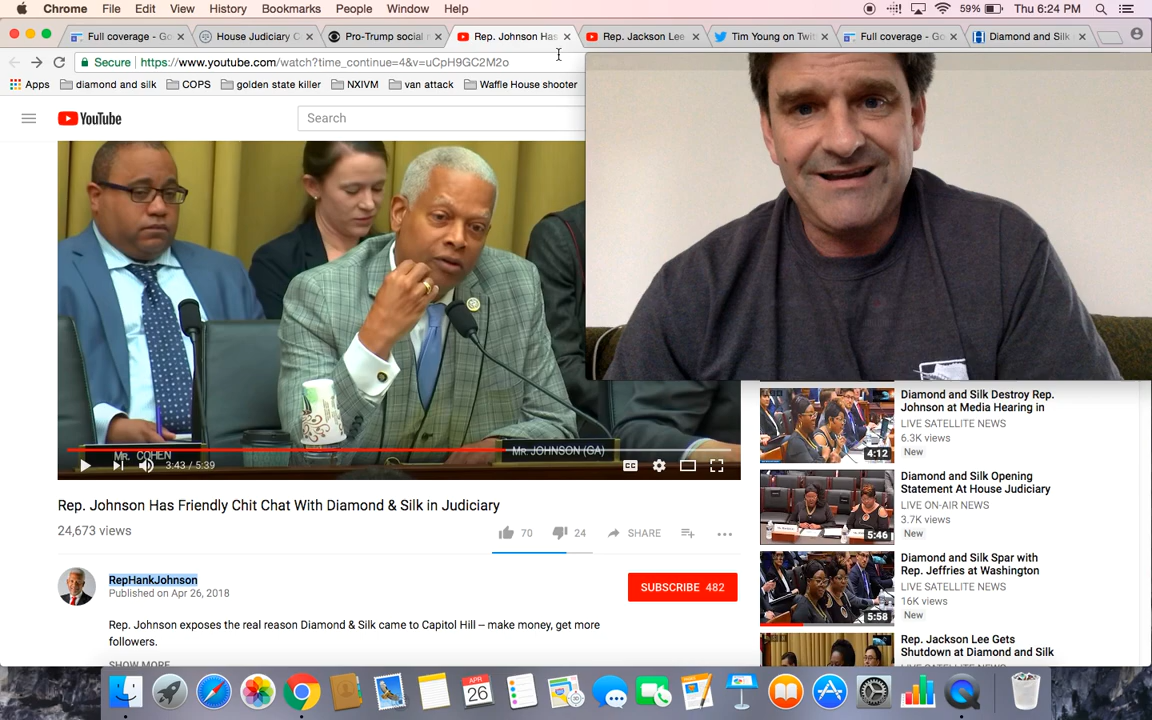 Chrome File Edit View History Bookmarks People Window Help 59% Thu 6:24 PM
Full coverage - Go House Judiciary C Pro-Trump social Rep. Johnson Has Rep. Jackson Lee Tim Young on Twit Full coverage - Go Diamond and Silk
Secure https://www.youtube.com/watch?time_continue=4&v=uCpH9GC2M2o
Apps diamond and silk COPS golden state killer NXIVM van attack Waffle House shooter
YouTube
Search
MR. COHEN
MR. JOHNSON (GA)
3:43 / 5:39
CC
Rep. Johnson Has Friendly Chit Chat With Diamond & Silk in Judiciary
24,673 views
70 24 SHARE
RepHankJohnson
Published on Apr 26, 2018
SUBSCRIBE 482
Rep. Johnson exposes the real reason Diamond & Silk came to Capitol Hill – make money, get more
followers.
SHOW MORE
Diamond and Silk Destroy Rep.
Johnson at Media Hearing in
LIVE SATELLITE NEWS
6.3K views
New
4:12
Diamond and Silk Opening
Statement At House Judiciary
LIVE ON-AIR NEWS
3.7K views
New
5:46
Diamond and Silk Spar with
Rep. Jeffries at Washington
LIVE SATELLITE NEWS
16K views
New
5:58
Rep. Jackson Lee Gets
Shutdown at Diamond and Silk
APR
26